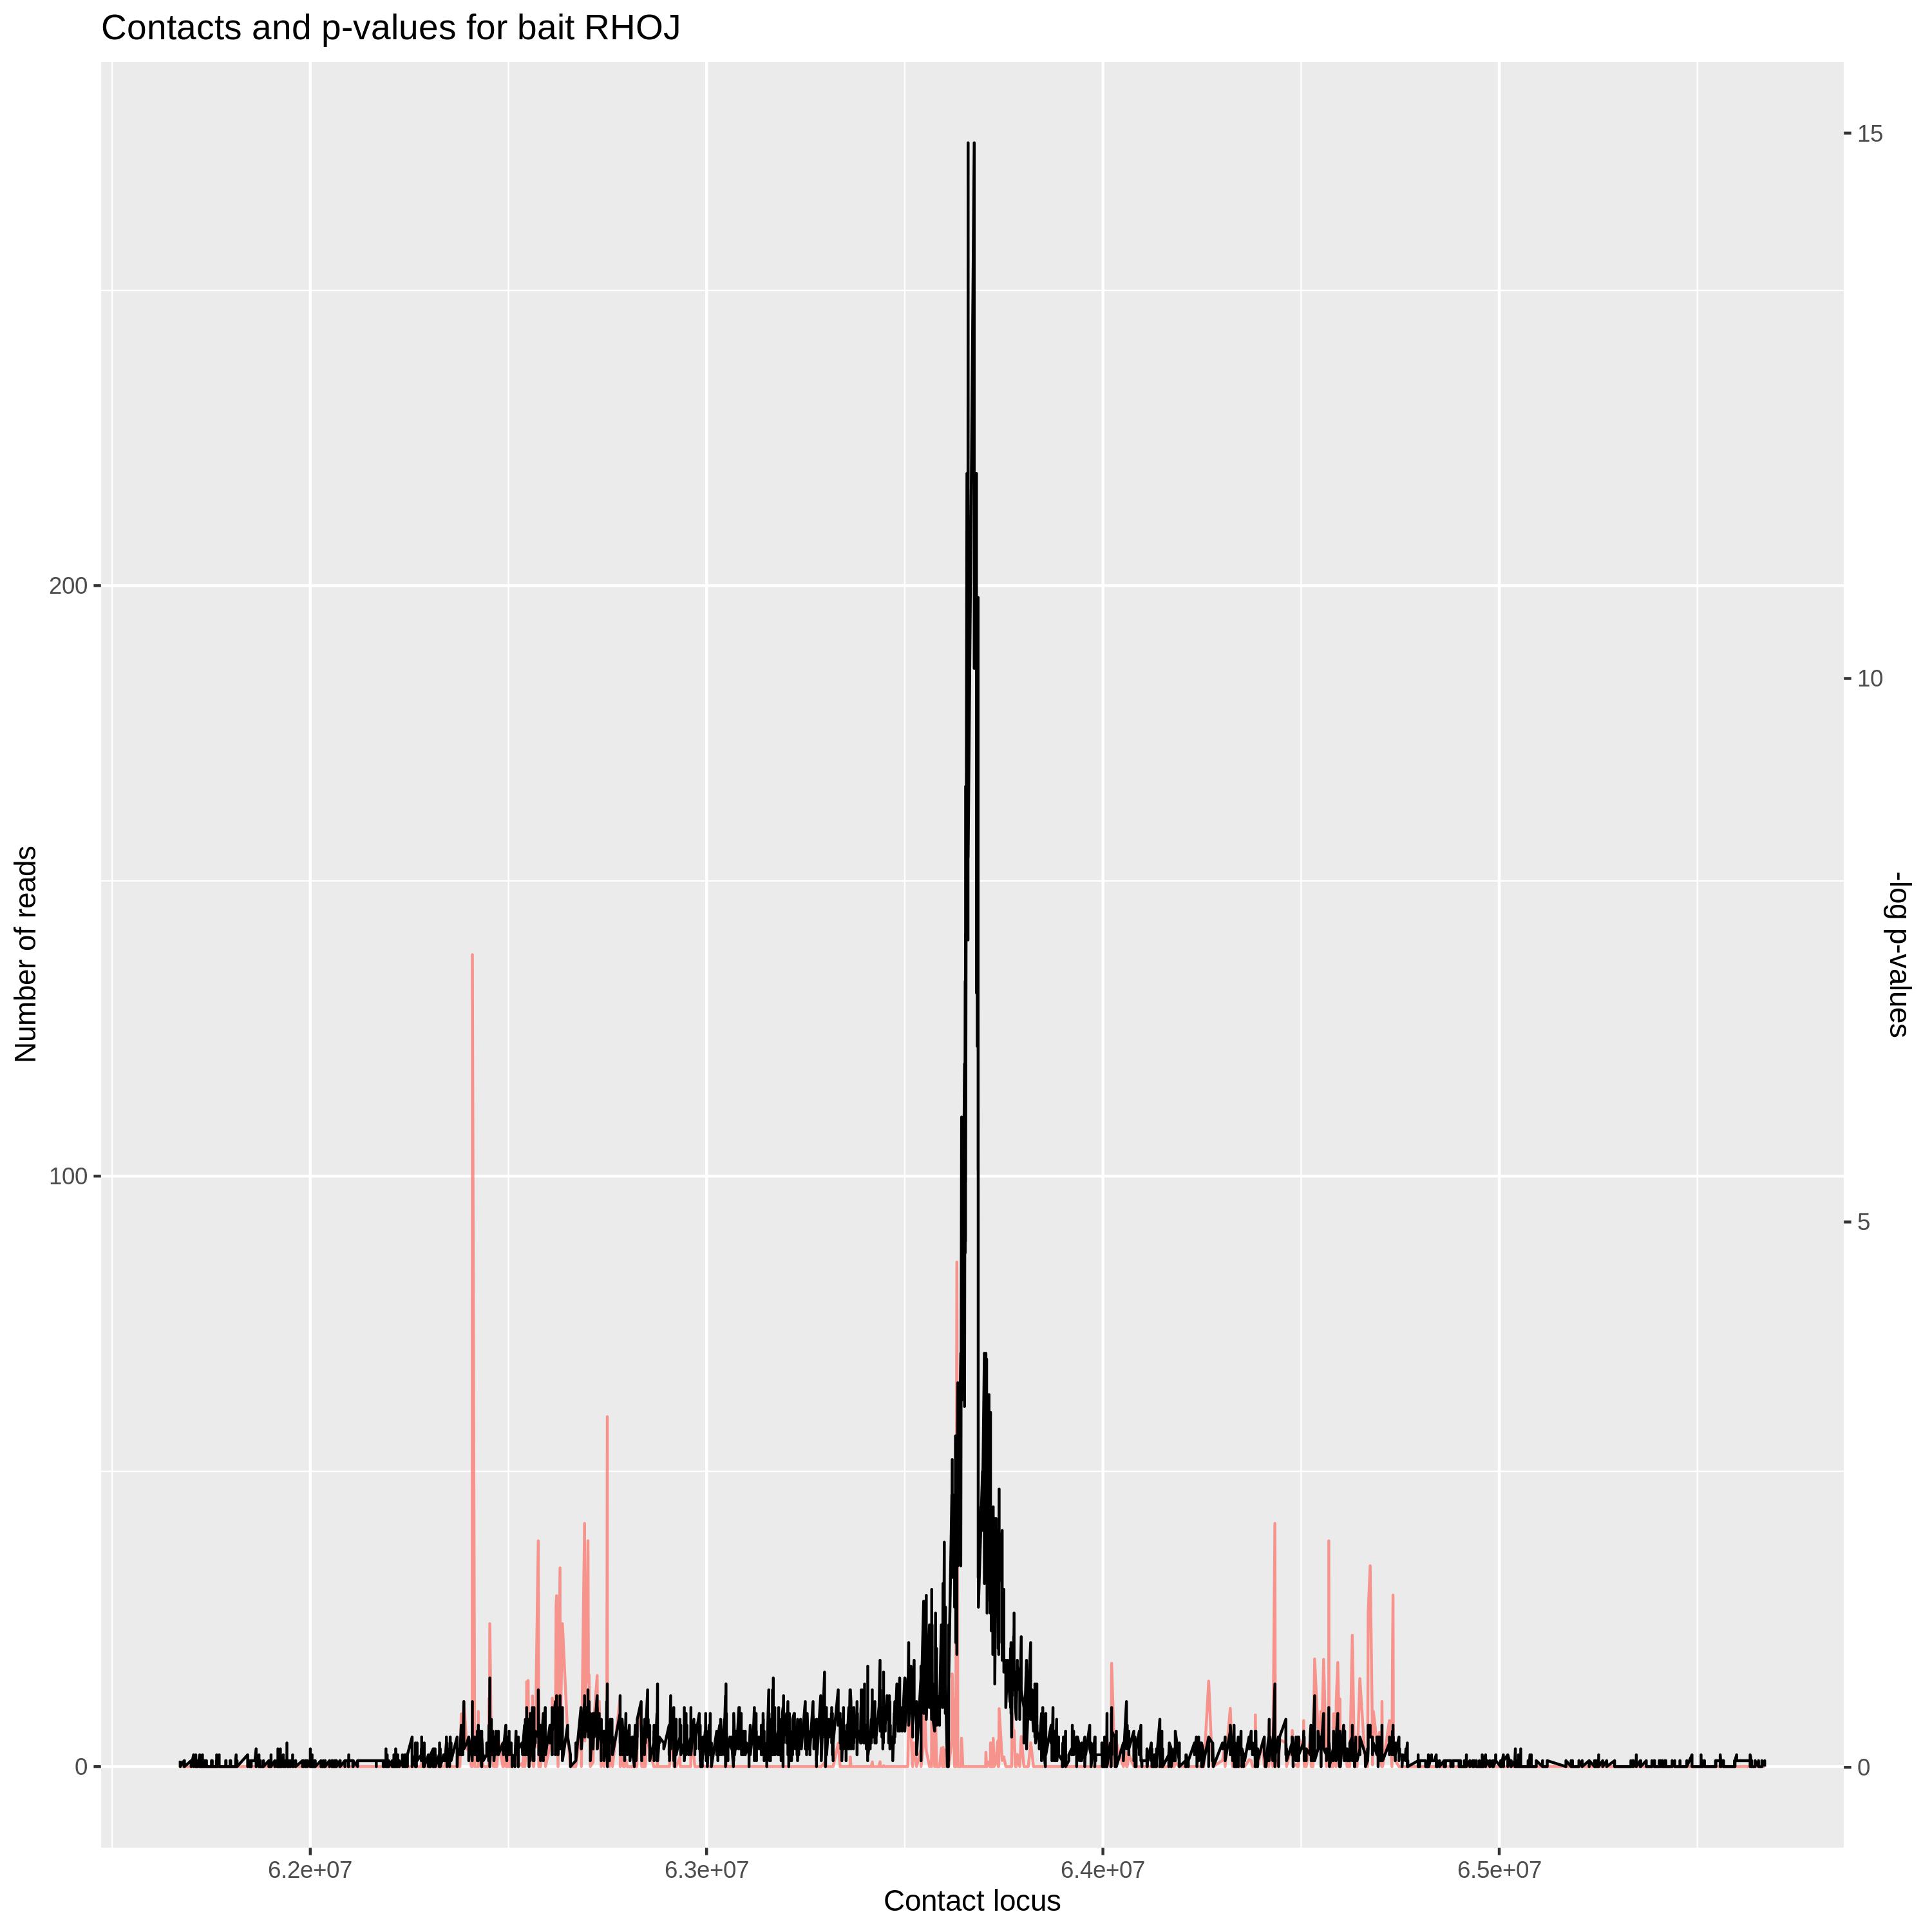 Contacts and p-values for bait RHOJ
Number of reads
200
100
0
15
10
5
0
-log p-values
6.2e+07
6.3e+07
6.4e+07
6.5e+07
Contact locus